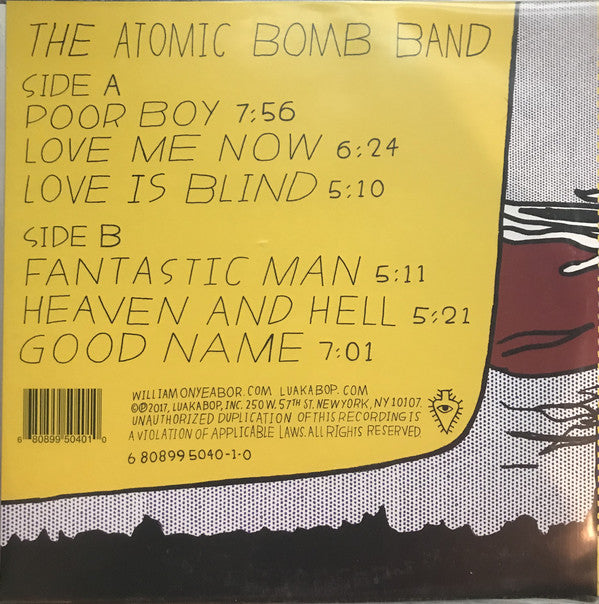 THE ATOMIC BOMB BAND
SIDE A
POOR BOY 7:56
LOVE ME NOW 6:24
LOVE IS BLIND 5:10
SIDE B
FANTASTIC MAN 5:11
HEAVEN AND HELL 5:21
GOOD NAME 7:01
WILLIAMONYEABOR.COM LUAKABOP.COM
©℗2017, LUAKABOP, INC. 250 W. 57TH ST. NEW YORK, NY 10107.
UNAUTHORIZED DUPLICATION OF THIS RECORDING IS
A VIOLATION OF APPLICABLE LAWS. ALL RIGHTS RESERVED.
6 80899 50401 0
6 80899 5040-1-0